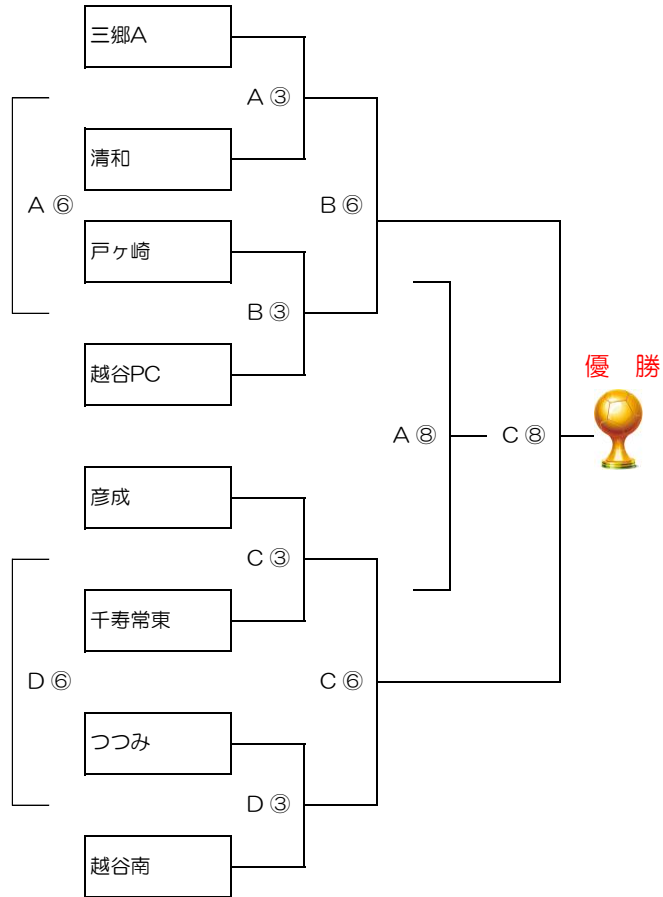 三郷A
A ③
清和
A ⑥
B ⑥
戸ヶ崎
B ③
越谷PC
優 勝
A ⑧
C ⑧
彦成
C ③
千寿常東
D ⑥
C ⑥
つつみ
D ③
越谷南